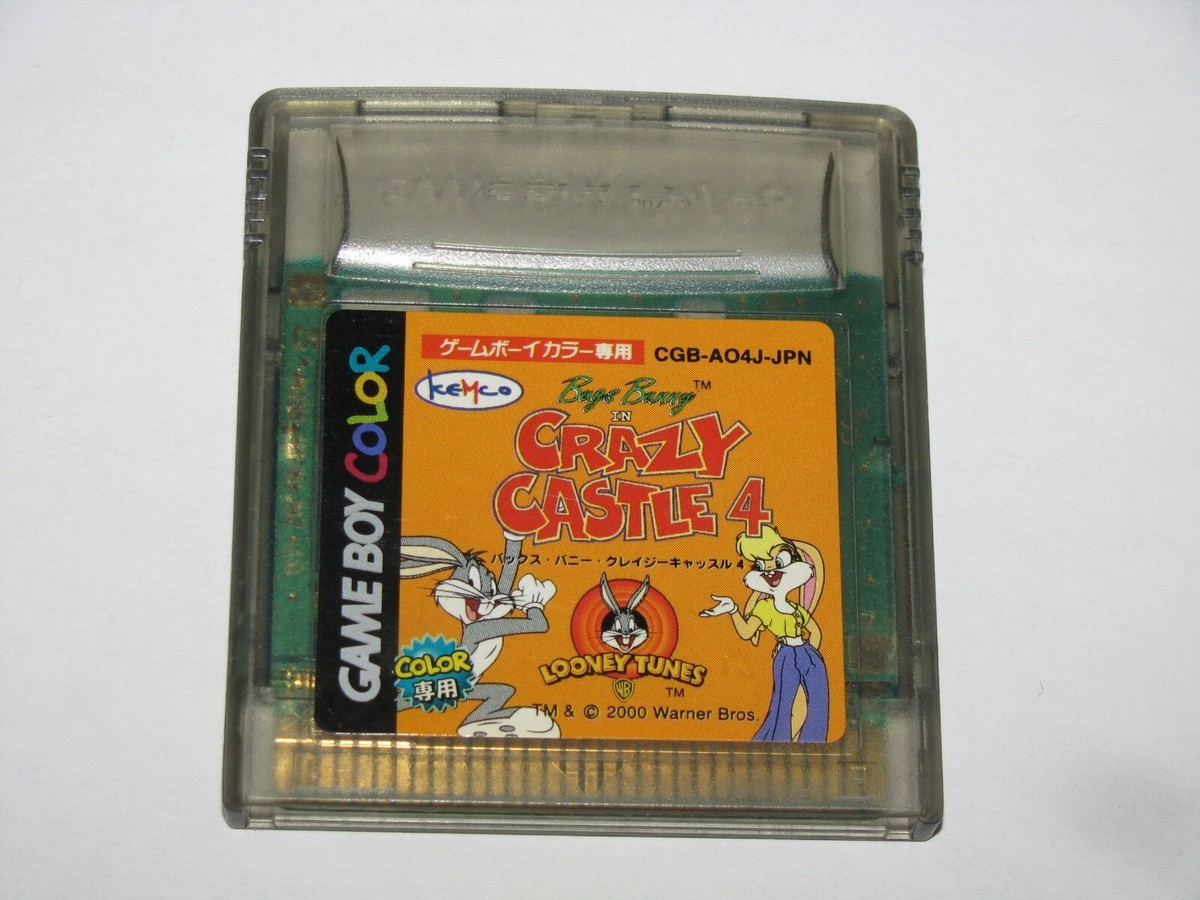 GAME BOY COLOR
ゲームボーイカラー専用 CGB-AO4J-JPN
KEMCO
Bugs Bunny™
IN
CRAZY
CASTLE 4
バックス・バニー・クレイジーキャッスル4
COLOR
専用
LOONEY TUNES
WB
TM
TM & © 2000 Warner Bros.